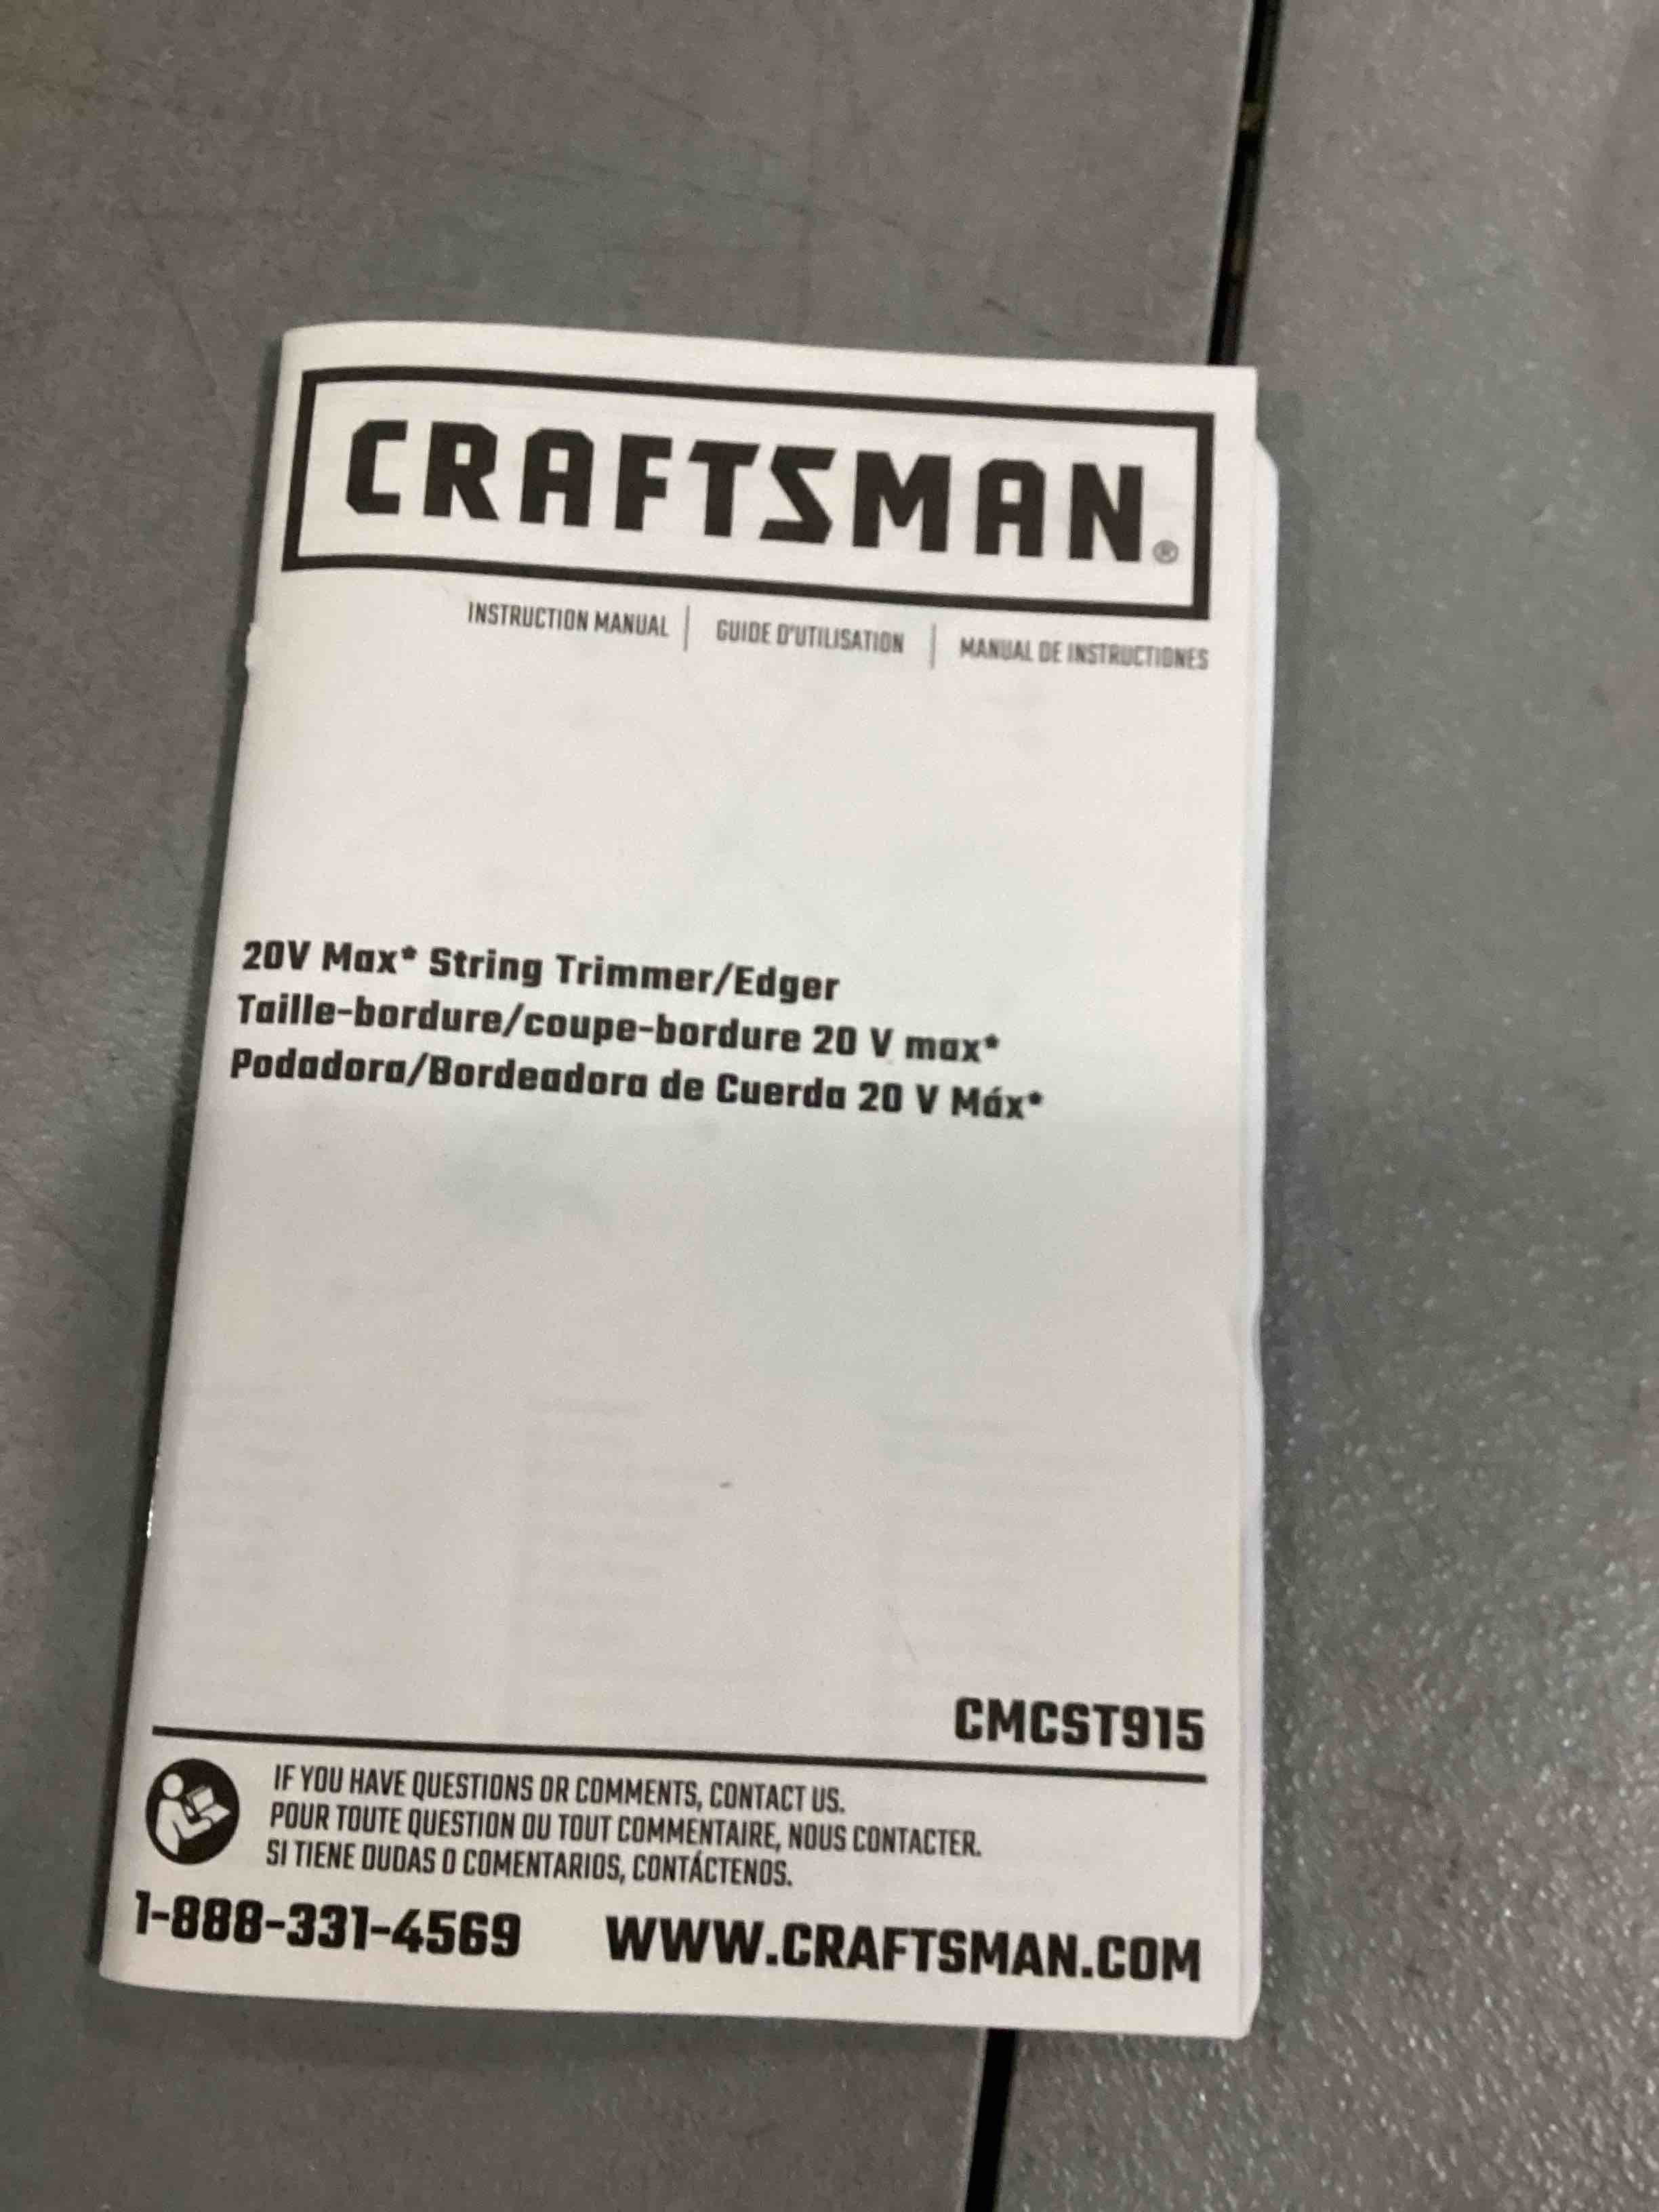 CRAFTSMAN®
INSTRUCTION MANUAL | GUIDE D'UTILISATION | MANUAL DE INSTRUCTIONES
20V Max* String Trimmer/Edger
Taille-bordure/coupe-bordure 20 V max*
Podadora/Bordeadora de Cuerda 20 V Máx*
CMCST915
IF YOU HAVE QUESTIONS OR COMMENTS, CONTACT US.
POUR TOUTE QUESTION OU TOUT COMMENTAIRE, NOUS CONTACTER.
SI TIENE DUDAS O COMENTARIOS, CONTÁCTENOS.
1-888-331-4569 WWW.CRAFTSMAN.COM